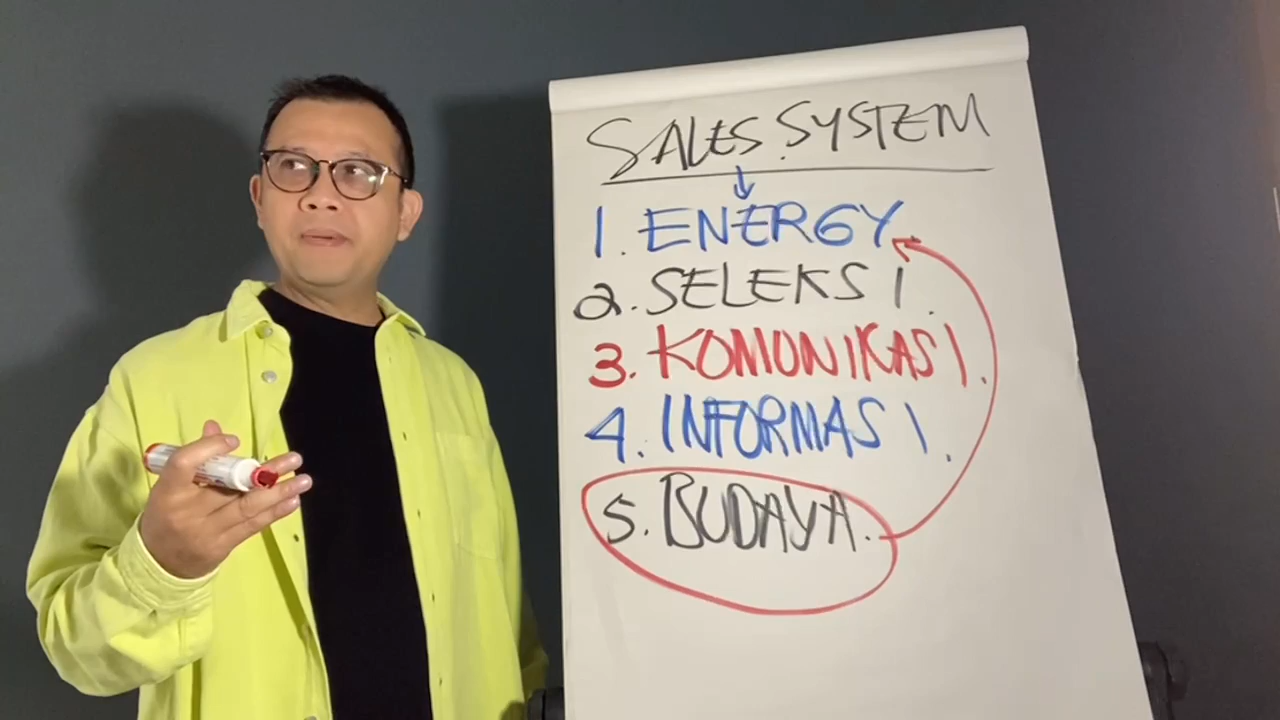 SALES SYSTEM
1. ENERGY
2. SELEKSI.
3. KOMUNIKASI.
4. INFORMASI.
5. BUDAYA.